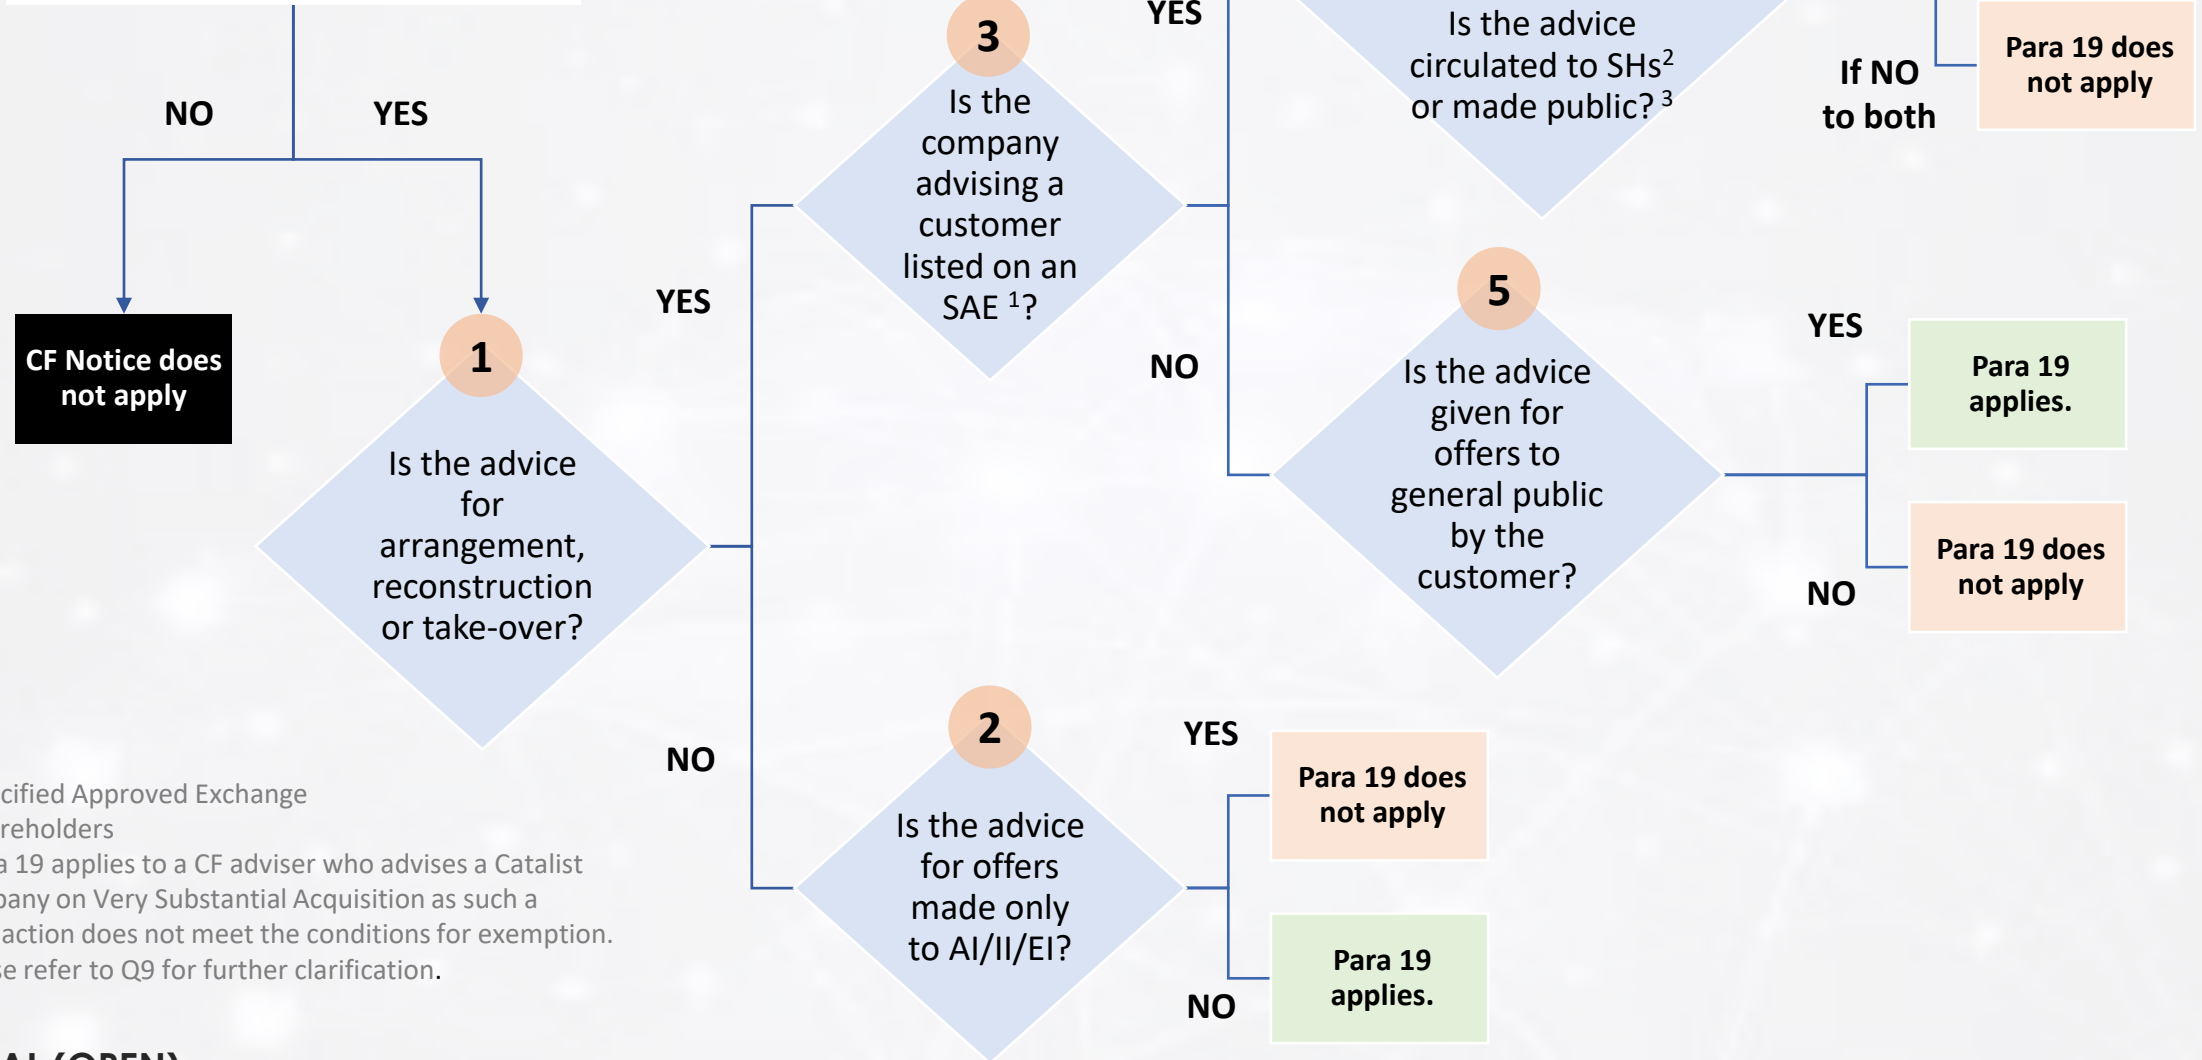 NO
YES
CF Notice does
not apply
1
Is the advice
for
arrangement,
reconstruction
or take-over?
YES
NO
3
Is the
company
advising a
customer
listed on an
SAE ¹?
YES
NO
Is the advice
circulated to SHs²
or made public? ³
If NO
to both
Para 19 does
not apply
5
Is the advice
given for
offers to
general public
by the
customer?
YES
Para 19
applies.
NO
Para 19 does
not apply
2
Is the advice
for offers
made only
to AI/II/EI?
YES
Para 19 does
not apply
NO
Para 19
applies.
cified Approved Exchange
reholders
a 19 applies to a CF adviser who advises a Catalist
pany on Very Substantial Acquisition as such a
action does not meet the conditions for exemption.
se refer to Q9 for further clarification.
AL (OPEN)